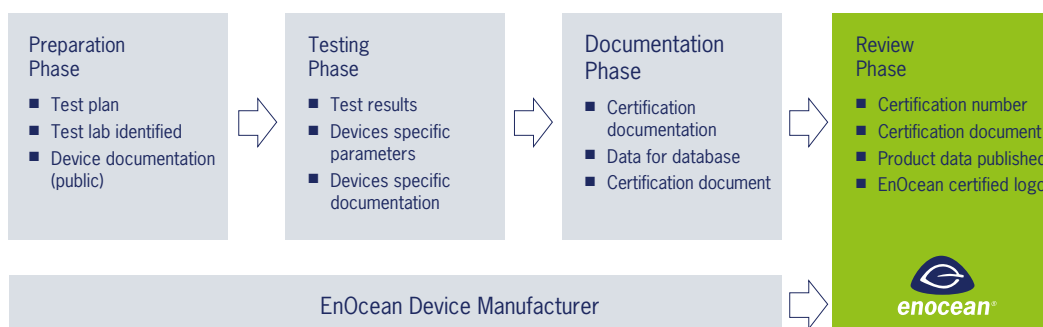 Preparation
Phase
Test plan
Test lab identified
Device documentation
(public)
Testing
Phase
Test results
Devices specific
parameters
Devices specific
documentation
Documentation
Phase
Certification
documentation
Data for database
Certification document
Review
Phase
Certification number
Certification document
Product data published
EnOcean certified logo
EnOcean Device Manufacturer
enocean®